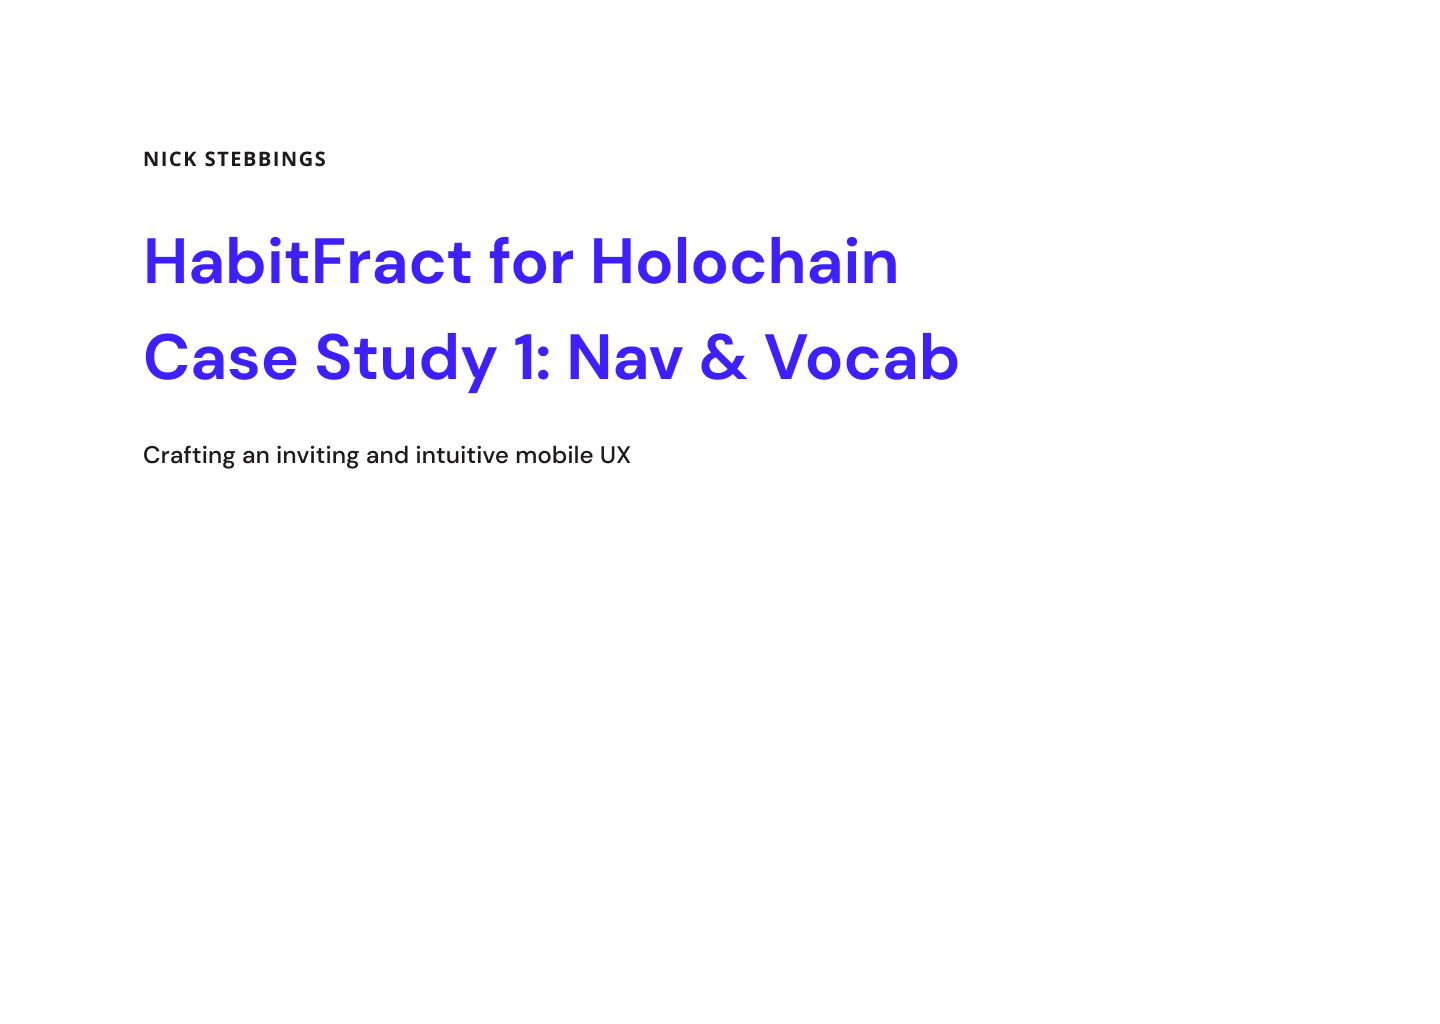 NICK STEBBINGS
HabitFract for Holochain
Case Study 1: Nav & Vocab
Crafting an inviting and intuitive mobile UX